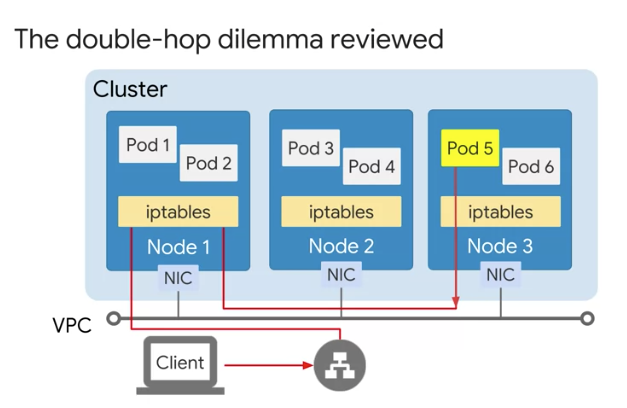 The double-hop dilemma reviewed
Cluster
Pod 1
Pod 2
iptables
Node 1
NIC
Pod 3
Pod 4
iptables
Node 2
NIC
Pod 5
Pod 6
iptables
Node 3
NIC
VPC
Client